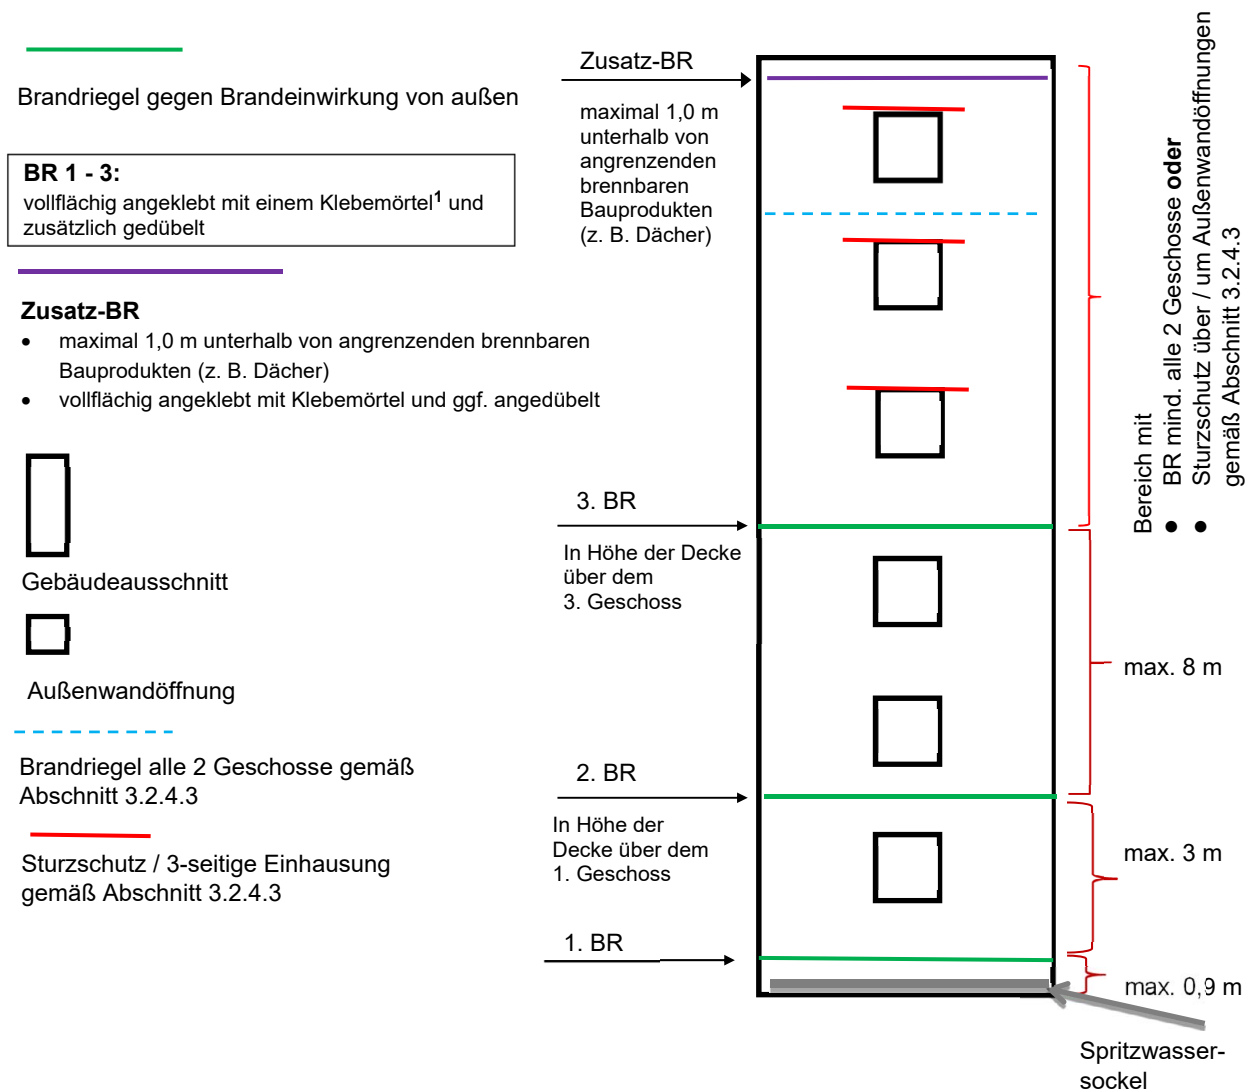 Brandriegel gegen Brandeinwirkung von außen
BR 1 - 3:
vollflächig angeklebt mit einem Klebemörtel¹ und
zusätzlich gedübelt
Zusatz-BR
• maximal 1,0 m unterhalb von angrenzenden brennbaren
Bauprodukten (z. B. Dächer)
• vollflächig angeklebt mit Klebemörtel und ggf. angedübelt
Gebäudeausschnitt
Außenwandöffnung
Brandriegel alle 2 Geschosse gemäß
Abschnitt 3.2.4.3
Sturzschutz / 3-seitige Einhausung
gemäß Abschnitt 3.2.4.3
Zusatz-BR
maximal 1,0 m
unterhalb von
angrenzenden
brennbaren
Bauprodukten
(z. B. Dächer)
3. BR
In Höhe der Decke
über dem
3. Geschoss
2. BR
In Höhe der
Decke über dem
1. Geschoss
1. BR
Bereich mit
• BR mind. alle 2 Geschosse oder
• Sturzschutz über / um Außenwandöffnungen
gemäß Abschnitt 3.2.4.3
max. 8 m
max. 3 m
max. 0,9 m
Spritzwasser-
sockel